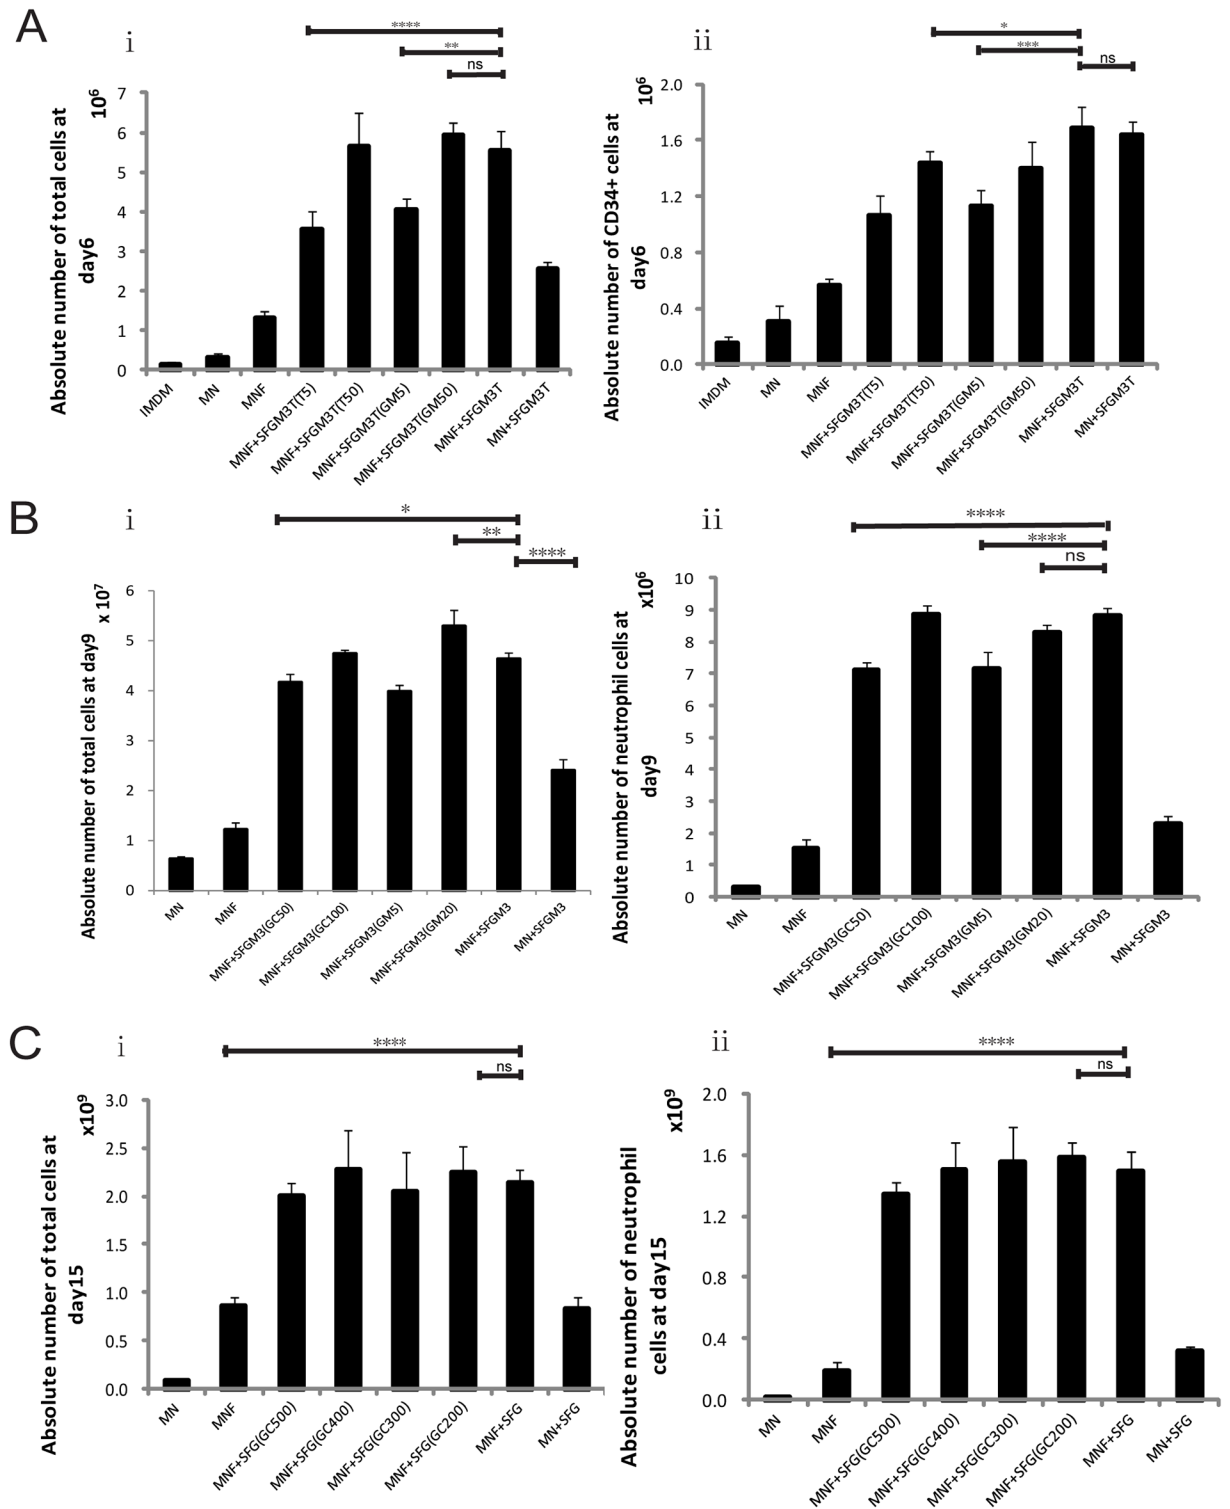 A
i
****
**
ns
Absolute number of total cells at
day6
10⁶
7
6
5
4
3
2
1
0
IMDM
MN
MNF
MNF+SFGM3T(T5)
MNF+SFGM3T(T50)
MNF+SFGM3T(GM5)
MNF+SFGM3T(GM50)
MNF+SFGM3T
MN+SFGM3T
ii
*
***
ns
Absolute number of CD34+ cells at
day6
10⁶
2.0
1.6
1.2
0.8
0.4
0.0
IMDM
MN
MNF
MNF+SFGM3T(T5)
MNF+SFGM3T(T50)
MNF+SFGM3T(GM5)
MNF+SFGM3T(GM50)
MNF+SFGM3T
MN+SFGM3T
B
i
*
**
****
Absolute number of total cells at day9
x 10⁷
6
5
4
3
2
1
0
MN
MNF
MNF+SFGM3(GC50)
MNF+SFGM3(GC100)
MNF+SFGM3(GM5)
MNF+SFGM3(GM20)
MNF+SFGM3
MN+SFGM3
ii
****
****
ns
Absolute number of neutrophil cells at
day9
x10⁶
10
9
8
7
6
5
4
3
2
1
0
MN
MNF
MNF+SFGM3(GC50)
MNF+SFGM3(GC100)
MNF+SFGM3(GM5)
MNF+SFGM3(GM20)
MNF+SFGM3
MN+SFGM3
C
i
****
ns
Absolute number of total cells at
day15
x10⁹
3.0
2.5
2.0
1.5
1.0
0.5
0.0
MN
MNF
MNF+SFG(GC500)
MNF+SFG(GC400)
MNF+SFG(GC300)
MNF+SFG(GC200)
MNF+SFG
MN+SFG
ii
****
ns
Absolute number of neutrophil
cells at day15
x10⁹
2.0
1.6
1.2
0.8
0.4
0.0
MN
MNF
MNF+SFG(GC500)
MNF+SFG(GC400)
MNF+SFG(GC300)
MNF+SFG(GC200)
MNF+SFG
MN+SFG